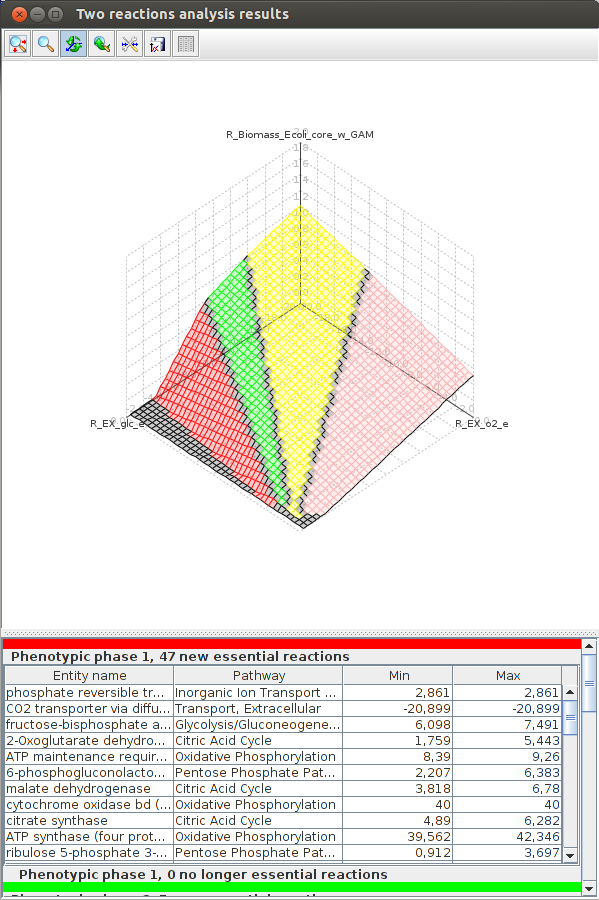 Two reactions analysis results
R_Biomass_Ecoli_core_w_GAM
R_EX_glc_e
R_EX_o2_e
Phenotypic phase 1, 47 new essential reactions
Entity name Pathway Min Max
phosphate reversible tr... Inorganic Ion Transport ... 2,861 2,861
CO2 transporter via diffu... Transport, Extracellular -20,899 -20,899
fructose-bisphosphate a... Glycolysis/Gluconeogene... 6,098 7,491
2-Oxoglutarate dehydro... Citric Acid Cycle 1,759 5,443
ATP maintenance requir... Oxidative Phosphorylation 8,39 9,26
6-phosphogluconolacto... Pentose Phosphate Pat... 2,207 6,383
malate dehydrogenase Citric Acid Cycle 3,818 6,78
cytochrome oxidase bd (... Oxidative Phosphorylation 40 40
citrate synthase Citric Acid Cycle 4,89 6,282
ATP synthase (four prot... Oxidative Phosphorylation 39,562 42,346
ribulose 5-phosphate 3-... Pentose Phosphate Pat... 0,912 3,697
Phenotypic phase 1, 0 no longer essential reactions